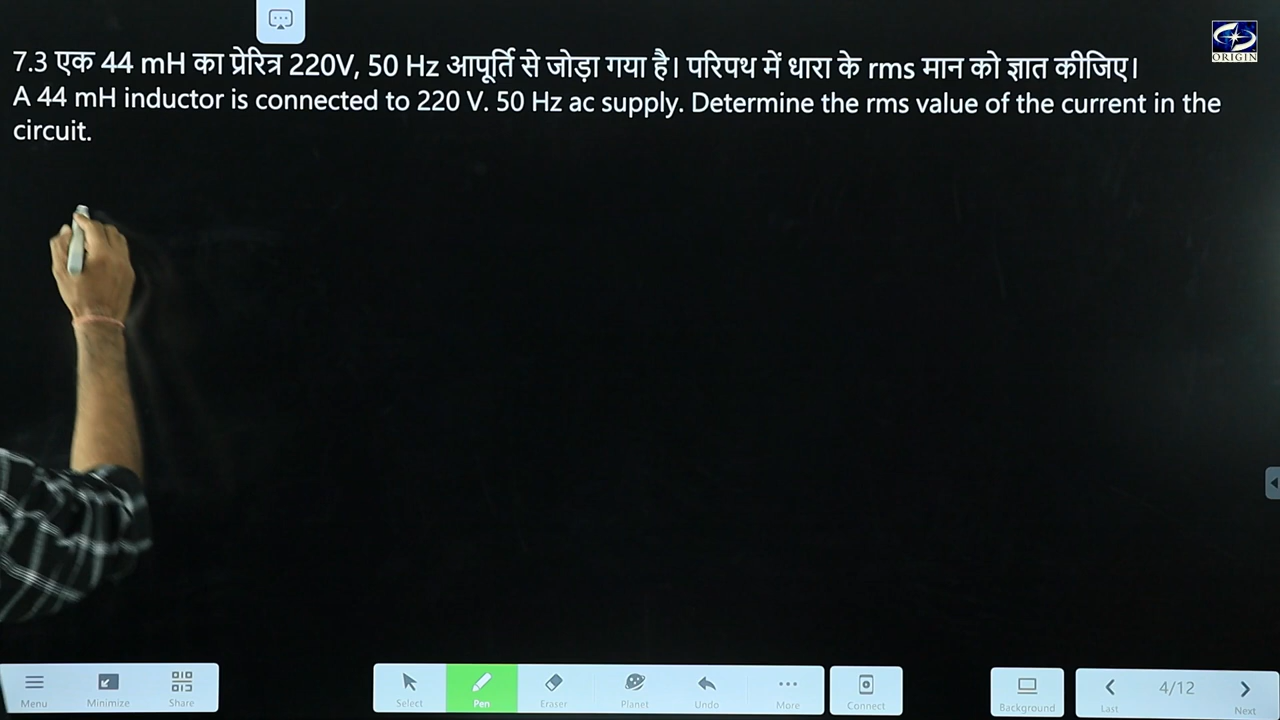 ORIGIN
7.3 एक 44 mH का प्रेरित्र 220V, 50 Hz आपूर्ति से जोड़ा गया है। परिपथ में धारा के rms मान को ज्ञात कीजिए।
A 44 mH inductor is connected to 220 V. 50 Hz ac supply. Determine the rms value of the current in the
circuit.
Menu Minimize Share Select Pen Eraser Planet Undo More Connect Background Last 4/12 Next